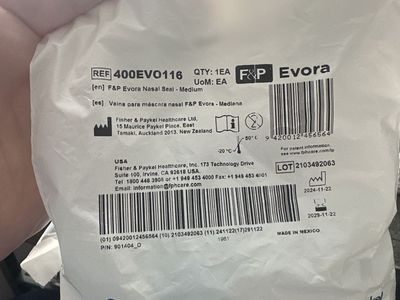 REF 400EVO116 QTY: 1EA UoM: EA F&P Evora
[en] F&P Evora Nasal Seal - Medium
[es] Vaina para máscara nasal F&P Evora - Mediana
Fisher & Paykel Healthcare Ltd,
15 Maurice Paykel Place, East
Tamaki, Auckland 2013, New Zealand
-20 °C 50 °C
9 420012 456564
For patent information,
see www.fphcare.com/ip
USA
Fisher & Paykel Healthcare, Inc. 173 Technology Drive
Suite 100, Irvine, CA 92618 USA.
Tel 1800 446 3908 or +1 949 453 4000 Fax +1 949 453 4001
Email: information@fphcare.com
LOT 2103492063
2024-11-22
2029-11-22
(01) 09420012456564 (10) 2103492063 (11) 241122(17)291122
P/N: 901404_D
1961
MADE IN MEXICO.